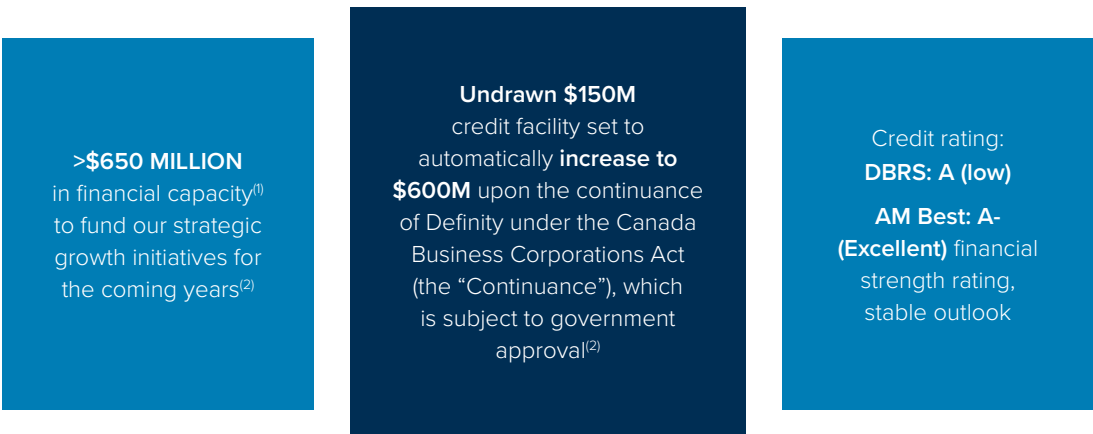 >$650 MILLION
in financial capacity(1)
to fund our strategic
growth initiatives for
the coming years(2)
Undrawn $150M
credit facility set to
automatically increase to
$600M upon the continuance
of Definity under the Canada
Business Corporations Act
(the “Continuance”), which
is subject to government
approval(2)
Credit rating:
DBRS: A (low)
AM Best: A-
(Excellent) financial
strength rating,
stable outlook